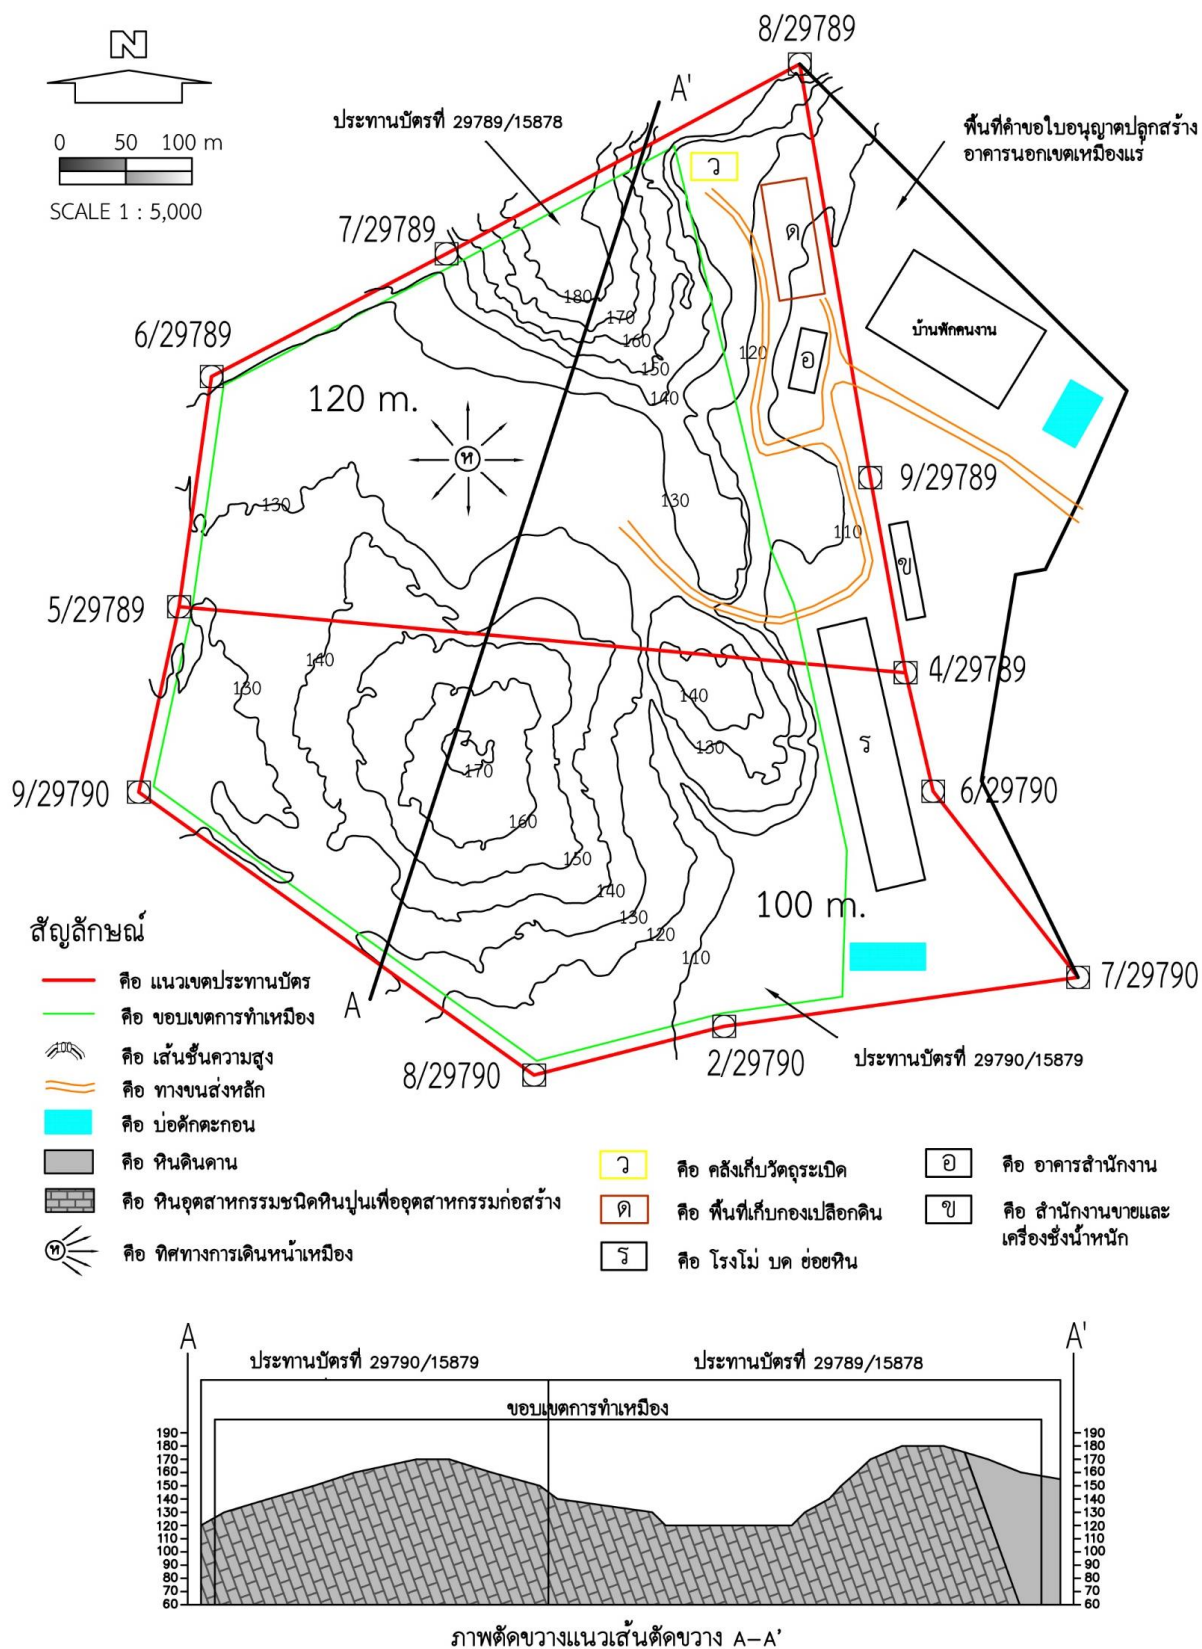 N
0 50 100 m
SCALE 1 : 5,000
8/29789
A'
ประทานบัตรที่ 29789/15878
พื้นที่คำขอใบอนุญาตปลูกสร้าง
อาคารนอกเขตเหมืองแร่
ว
7/29789
ด
180
170
160
150
140
120
บ้านพักคนงาน
6/29789
อ
120 m.
ห
9/29789
130
130
110
ข
5/29789
4/29789
140
130
140
130
ร
170
9/29790
6/29790
160
150
140
130
120
110
100 m.
A
7/29790
8/29790
2/29790
ประทานบัตรที่ 29790/15879
สัญลักษณ์
คือ แนวเขตประทานบัตร
คือ ขอบเขตการทำเหมือง
100
คือ เส้นชั้นความสูง
คือ ทางขนส่งหลัก
คือ บ่อดักตะกอน
คือ หินดินดาน
คือ หินอุตสาหกรรมชนิดหินปูนเพื่ออุตสาหกรรมก่อสร้าง
ห
คือ ทิศทางการเดินหน้าเหมือง
ว คือ คลังเก็บวัตถุระเบิด
ด คือ พื้นที่เก็บกองเปลือกดิน
ร คือ โรงโม่ บด ย่อยหิน
อ คือ อาคารสำนักงาน
ข คือ สำนักงานขายและ
เครื่องชั่งน้ำหนัก
A A'
ประทานบัตรที่ 29790/15879 ประทานบัตรที่ 29789/15878
ขอบเขตการทำเหมือง
190 190
180 180
170 170
160 160
150 150
140 140
130 130
120 120
110 110
100 100
90 90
80 80
70 70
60 60
ภาพตัดขวางแนวเส้นตัดขวาง A-A'